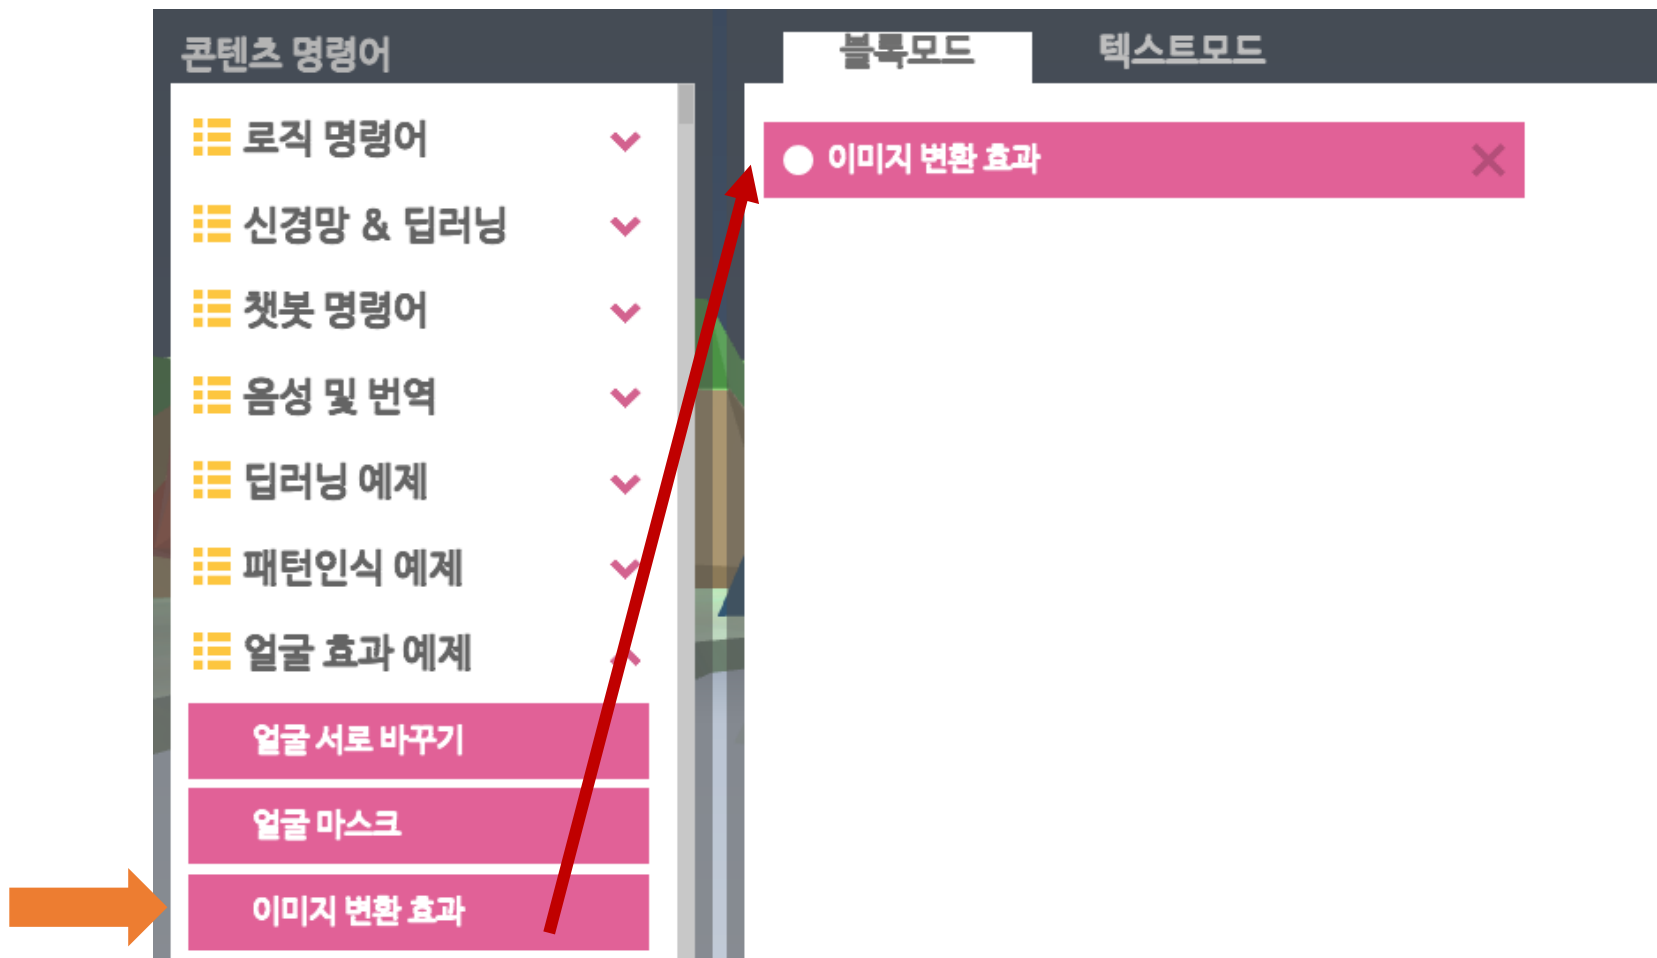 콘텐츠 명령어
블록모드
텍스트모드
로직 명령어
이미지 변환 효과
신경망 & 딥러닝
챗봇 명령어
음성 및 번역
딥러닝 예제
패턴인식 예제
얼굴 효과 예제
얼굴 서로 바꾸기
얼굴 마스크
이미지 변환 효과